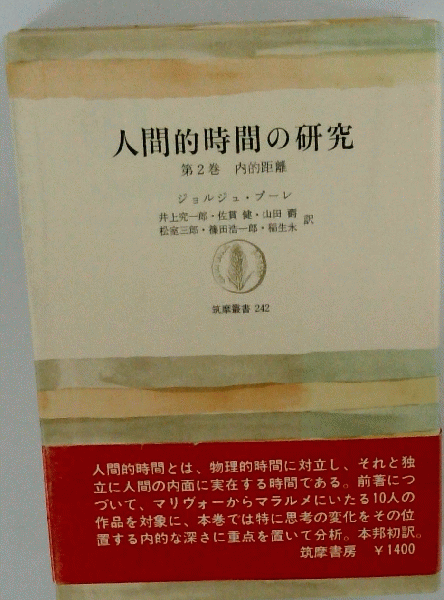 人間的時間の研究
第2巻 内的距離
ジョルジュ・プーレ
井上究一郎・佐貫 健・山田 𣝣
松室三郎・篠田浩一郎・稲生永 訳
筑摩叢書 242
人間的時間とは、物理的時間に対立し、それと独
立に人間の内面に実在する時間である。前著につ
づいて、マリヴォーからマラルメにいたる10人の
作品を対象に、本巻では特に思考の変化をその位
置する内的な深さに重点を置いて分析。本邦初訳。
筑摩書房 ¥1400